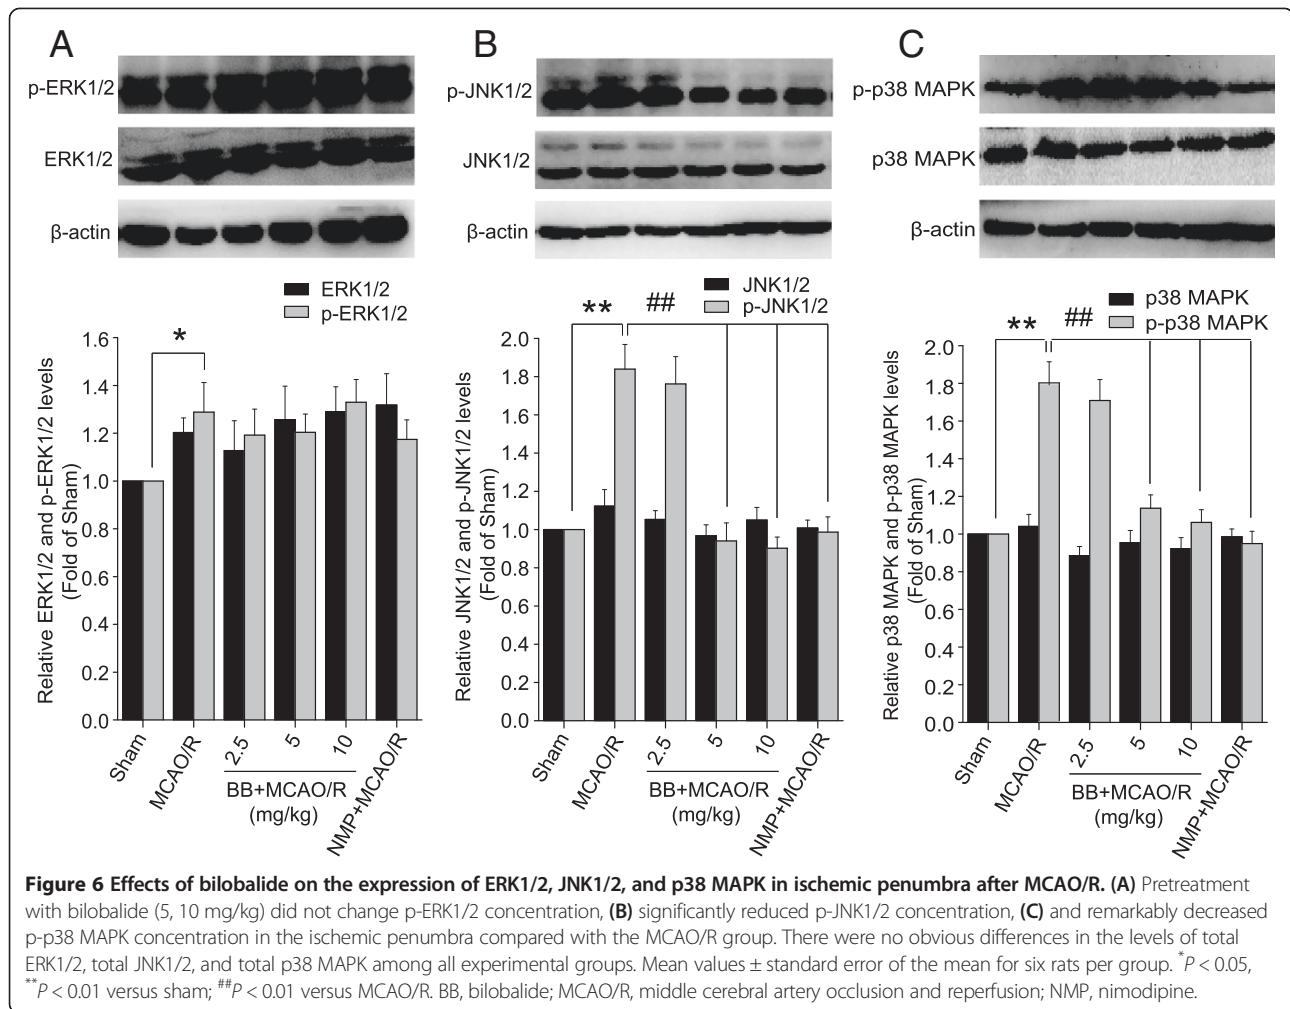 A
B
C
p-ERK1/2
ERK1/2
β-actin
p-JNK1/2
JNK1/2
β-actin
p-p38 MAPK
p38 MAPK
β-actin
ERK1/2
p-ERK1/2
*
1.6
1.4
1.2
1.0
0.8
0.6
0.4
0.2
0.0
Relative ERK1/2 and p-ERK1/2 levels
(Fold of Sham)
Sham
MCAO/R
2.5
5
10
NMP+MCAO/R
BB+MCAO/R
(mg/kg)
JNK1/2
p-JNK1/2
**
##
2.0
1.8
1.6
1.4
1.2
1.0
0.8
0.6
0.4
0.2
0.0
Relative JNK1/2 and p-JNK1/2 levels
(Fold of Sham)
Sham
MCAO/R
2.5
5
10
NMP+MCAO/R
BB+MCAO/R
(mg/kg)
p38 MAPK
p-p38 MAPK
**
##
2.0
1.8
1.6
1.4
1.2
1.0
0.8
0.6
0.4
0.2
0.0
Relative p38 MAPK and p-p38 MAPK levels
(Fold of Sham)
Sham
MCAO/R
2.5
5
10
NMP+MCAO/R
BB+MCAO/R
(mg/kg)
Figure 6 Effects of bilobalide on the expression of ERK1/2, JNK1/2, and p38 MAPK in ischemic penumbra after MCAO/R. (A) Pretreatment
with bilobalide (5, 10 mg/kg) did not change p-ERK1/2 concentration, (B) significantly reduced p-JNK1/2 concentration, (C) and remarkably decreased
p-p38 MAPK concentration in the ischemic penumbra compared with the MCAO/R group. There were no obvious differences in the levels of total
ERK1/2, total JNK1/2, and total p38 MAPK among all experimental groups. Mean values ± standard error of the mean for six rats per group. *P < 0.05,
**P < 0.01 versus sham; ##P < 0.01 versus MCAO/R. BB, bilobalide; MCAO/R, middle cerebral artery occlusion and reperfusion; NMP, nimodipine.